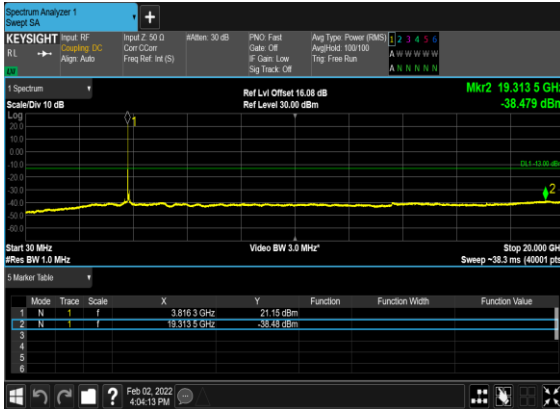 Spectrum Analyzer 1
Swept SA
+
KEYSIGHT
RL
Input: RF
Coupling: DC
Align: Auto
Input Z: 50 Ω
Corr CCorr
Freq Ref: Int (S)
#Atten: 30 dB
PNO: Fast
Gate: Off
IF Gain: Low
Sig Track: Off
Avg Type: Power (RMS)
Avg|Hold: 100/100
Trig: Free Run
1 2 3 4 5 6
A W W W W W
A N N N N N
1 Spectrum
Scale/Div 10 dB
Ref Lvl Offset 16.08 dB
Ref Level 30.00 dBm
Mkr2 19.313 5 GHz
-38.479 dBm
Log
20.0
10.0
0.00
-10.0
-20.0
-30.0
-40.0
-50.0
-60.0
1
DL1 -13.00 dBm
2
Start 30 MHz
#Res BW 1.0 MHz
Video BW 3.0 MHz*
Stop 20.000 GH
Sweep ~38.3 ms (40001 pts
5 Marker Table
Mode Trace Scale X Y Function Function Width Function Value
1 N 1 f 3.816 3 GHz 21.15 dBm
2 N 1 f 19.313 5 GHz -38.48 dBm
3
4
5
6
?
Feb 02, 2022
4:04:13 PM